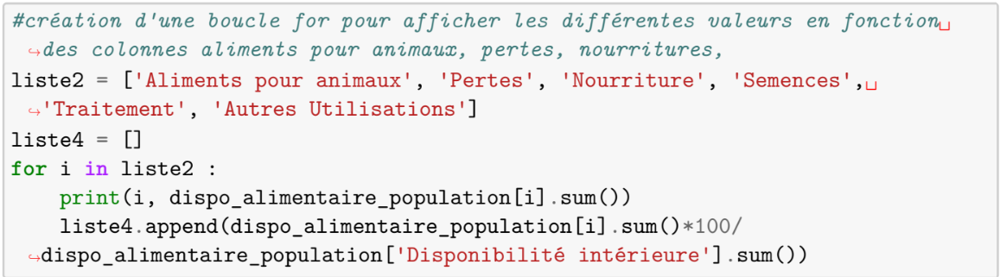 #création d'une boucle for pour afficher les différentes valeurs en fonction␣
↪des colonnes aliments pour animaux, pertes, nourritures,
liste2 = ['Aliments pour animaux', 'Pertes', 'Nourriture', 'Semences',␣
↪'Traitement', 'Autres Utilisations']
liste4 = []
for i in liste2 :
    print(i, dispo_alimentaire_population[i].sum())
    liste4.append(dispo_alimentaire_population[i].sum()*100/
↪dispo_alimentaire_population['Disponibilité intérieure'].sum())